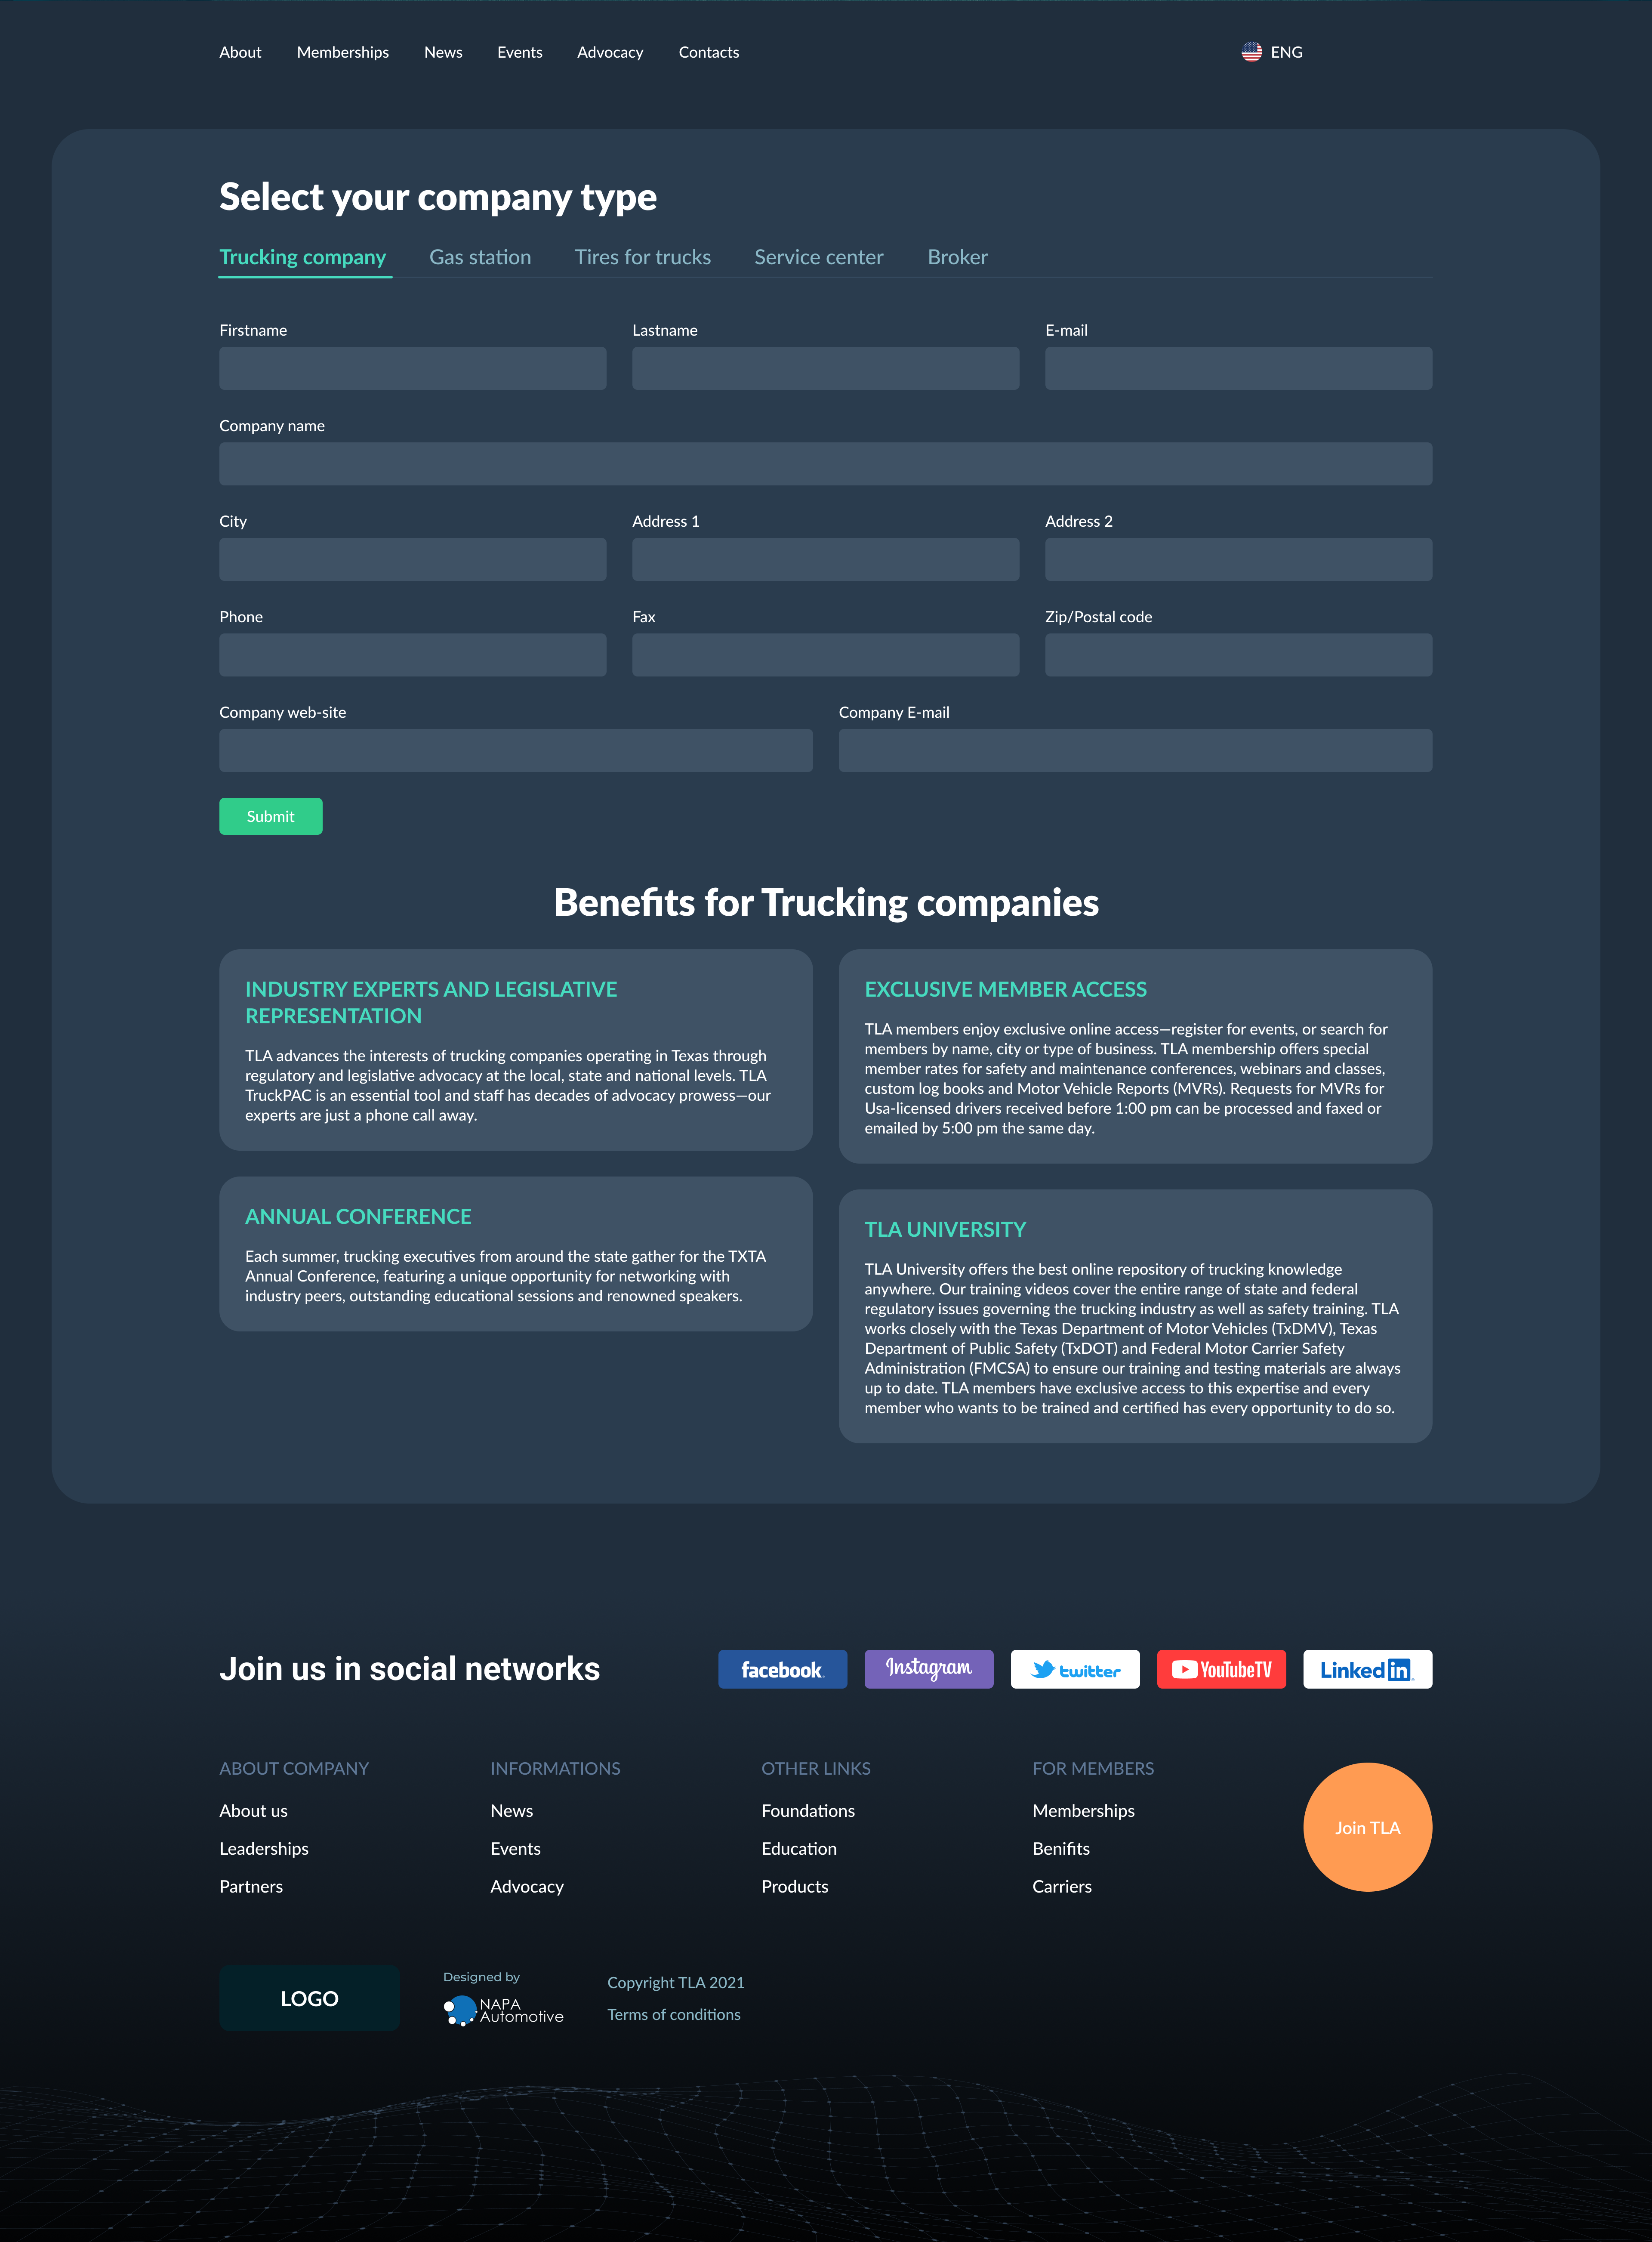 About Memberships News Events Advocacy Contacts ENG
Select your company type
Trucking company Gas station Tires for trucks Service center Broker
Firstname Lastname E-mail
Company name
City Address 1 Address 2
Phone Fax Zip/Postal code
Company web-site Company E-mail
Submit
Benefits for Trucking companies
INDUSTRY EXPERTS AND LEGISLATIVE
REPRESENTATION
TLA advances the interests of trucking companies operating in Texas through
regulatory and legislative advocacy at the local, state and national levels. TLA
TruckPAC is an essential tool and staff has decades of advocacy prowess—our
experts are just a phone call away.
EXCLUSIVE MEMBER ACCESS
TLA members enjoy exclusive online access—register for events, or search for
members by name, city or type of business. TLA membership offers special
member rates for safety and maintenance conferences, webinars and classes,
custom log books and Motor Vehicle Reports (MVRs). Requests for MVRs for
Usa-licensed drivers received before 1:00 pm can be processed and faxed or
emailed by 5:00 pm the same day.
ANNUAL CONFERENCE
Each summer, trucking executives from around the state gather for the TXTA
Annual Conference, featuring a unique opportunity for networking with
industry peers, outstanding educational sessions and renowned speakers.
TLA UNIVERSITY
TLA University offers the best online repository of trucking knowledge
anywhere. Our training videos cover the entire range of state and federal
regulatory issues governing the trucking industry as well as safety training. TLA
works closely with the Texas Department of Motor Vehicles (TxDMV), Texas
Department of Public Safety (TxDOT) and Federal Motor Carrier Safety
Administration (FMCSA) to ensure our training and testing materials are always
up to date. TLA members have exclusive access to this expertise and every
member who wants to be trained and certified has every opportunity to do so.
Join us in social networks facebook Instagram twitter YouTubeTV Linkedin
ABOUT COMPANY INFORMATIONS OTHER LINKS FOR MEMBERS
About us News Foundations Memberships
Join TLA
Leaderships Events Education Benifits
Partners Advocacy Products Carriers
LOGO
Designed by
NAPA
Automotive
Copyright TLA 2021
Terms of conditions